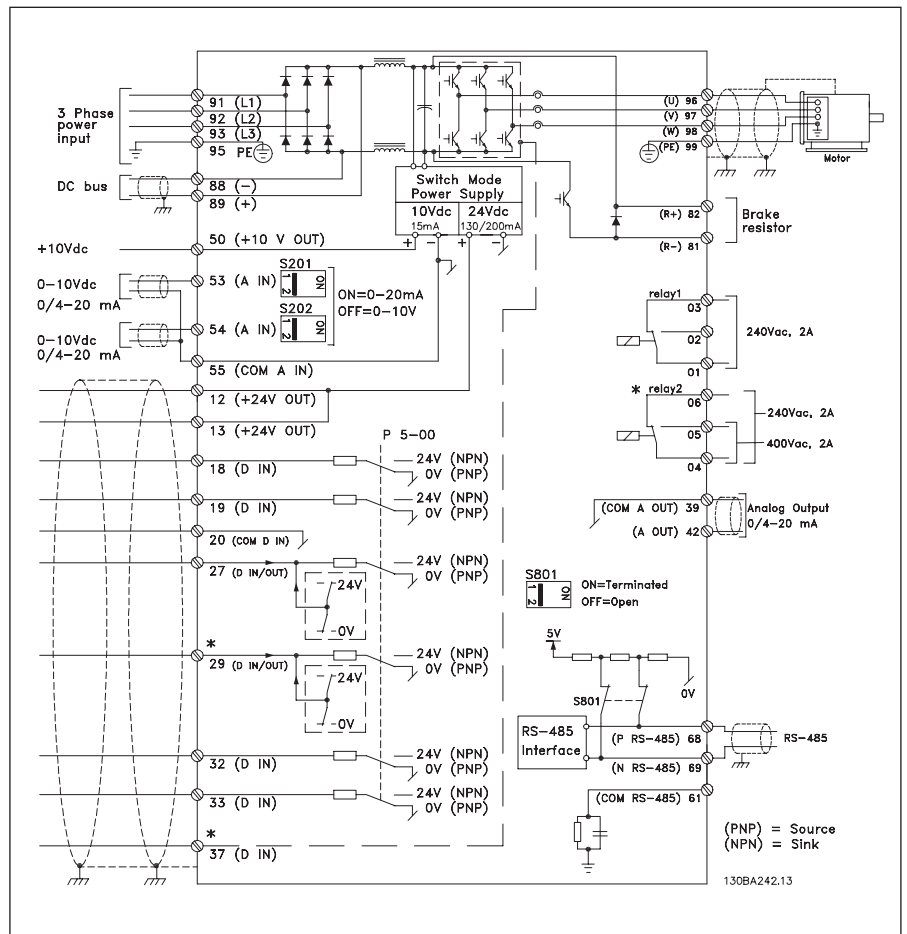 3 Phase
power
input
91 (L1)
92 (L2)
93 (L3)
95 PE
DC bus
88 (-)
89 (+)
+10Vdc
50 (+10 V OUT)
0-10Vdc
0/4-20 mA
53 (A IN)
S201
ON
1 2
ON=0-20mA
OFF=0-10V
0-10Vdc
0/4-20 mA
54 (A IN)
S202
ON
1 2
55 (COM A IN)
12 (+24V OUT)
13 (+24V OUT)
Switch Mode
Power Supply
10Vdc
15mA
24Vdc
130/200mA
+ - + -
P 5-00
18 (D IN)
24V (NPN)
0V (PNP)
19 (D IN)
24V (NPN)
0V (PNP)
20 (COM D IN)
27 (D IN/OUT)
24V (NPN)
0V (PNP)
24V
0V
*
29 (D IN/OUT)
24V (NPN)
0V (PNP)
24V
0V
32 (D IN)
24V (NPN)
0V (PNP)
33 (D IN)
24V (NPN)
0V (PNP)
*
37 (D IN)
(U) 96
(V) 97
(W) 98
(PE) 99
Motor
(R+) 82
(R-) 81
Brake
resistor
relay1
03
02
01
240Vac, 2A
* relay2
06
05
04
240Vac, 2A
400Vac, 2A
(COM A OUT) 39
(A OUT) 42
Analog Output
0/4-20 mA
S801
ON
1 2
ON=Terminated
OFF=Open
5V
S801
0V
RS-485
Interface
(P RS-485) 68
(N RS-485) 69
RS-485
(COM RS-485) 61
(PNP) = Source
(NPN) = Sink
130BA242.13